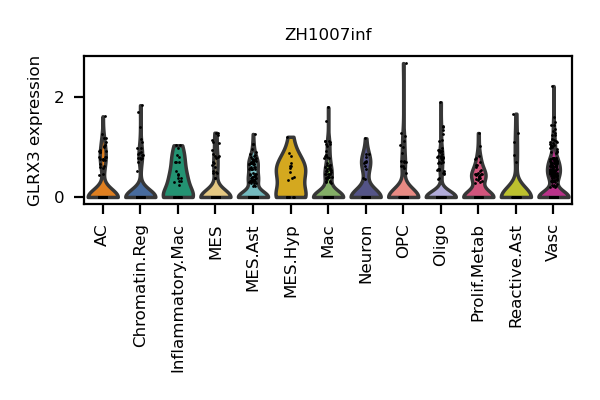 ZH1007inf
GLRX3 expression
2
0
AC
Chromatin.Reg
Inflammatory.Mac
MES
MES.Ast
MES.Hyp
Mac
Neuron
OPC
Oligo
Prolif.Metab
Reactive.Ast
Vasc